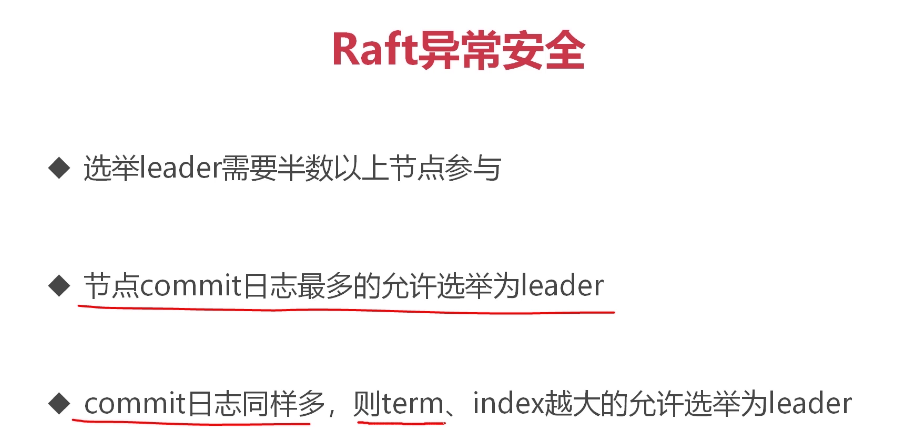 Raft异常安全
◆ 选举leader需要半数以上节点参与
◆ 节点commit日志最多的允许选举为leader
◆ commit日志同样多，则term、index越大的允许选举为leader